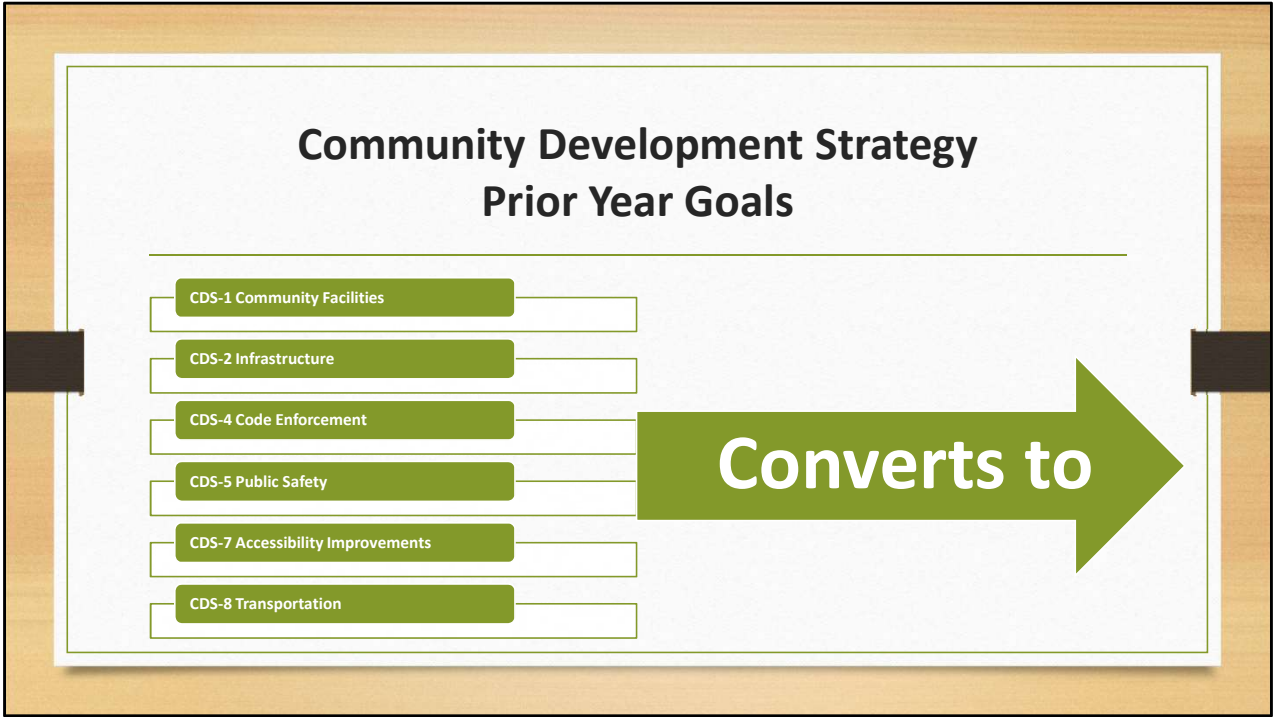 Community Development Strategy
Prior Year Goals
CDS-1 Community Facilities
CDS-2 Infrastructure
CDS-4 Code Enforcement
CDS-5 Public Safety
CDS-7 Accessibility Improvements
CDS-8 Transportation
Converts to